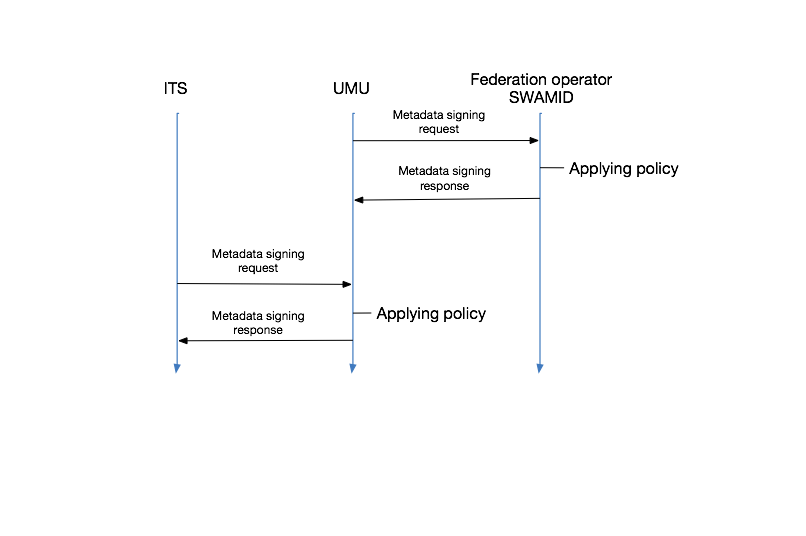 ITS
UMU
Federation operator
SWAMID
Metadata signing
request
Applying policy
Metadata signing
response
Metadata signing
request
Applying policy
Metadata signing
response